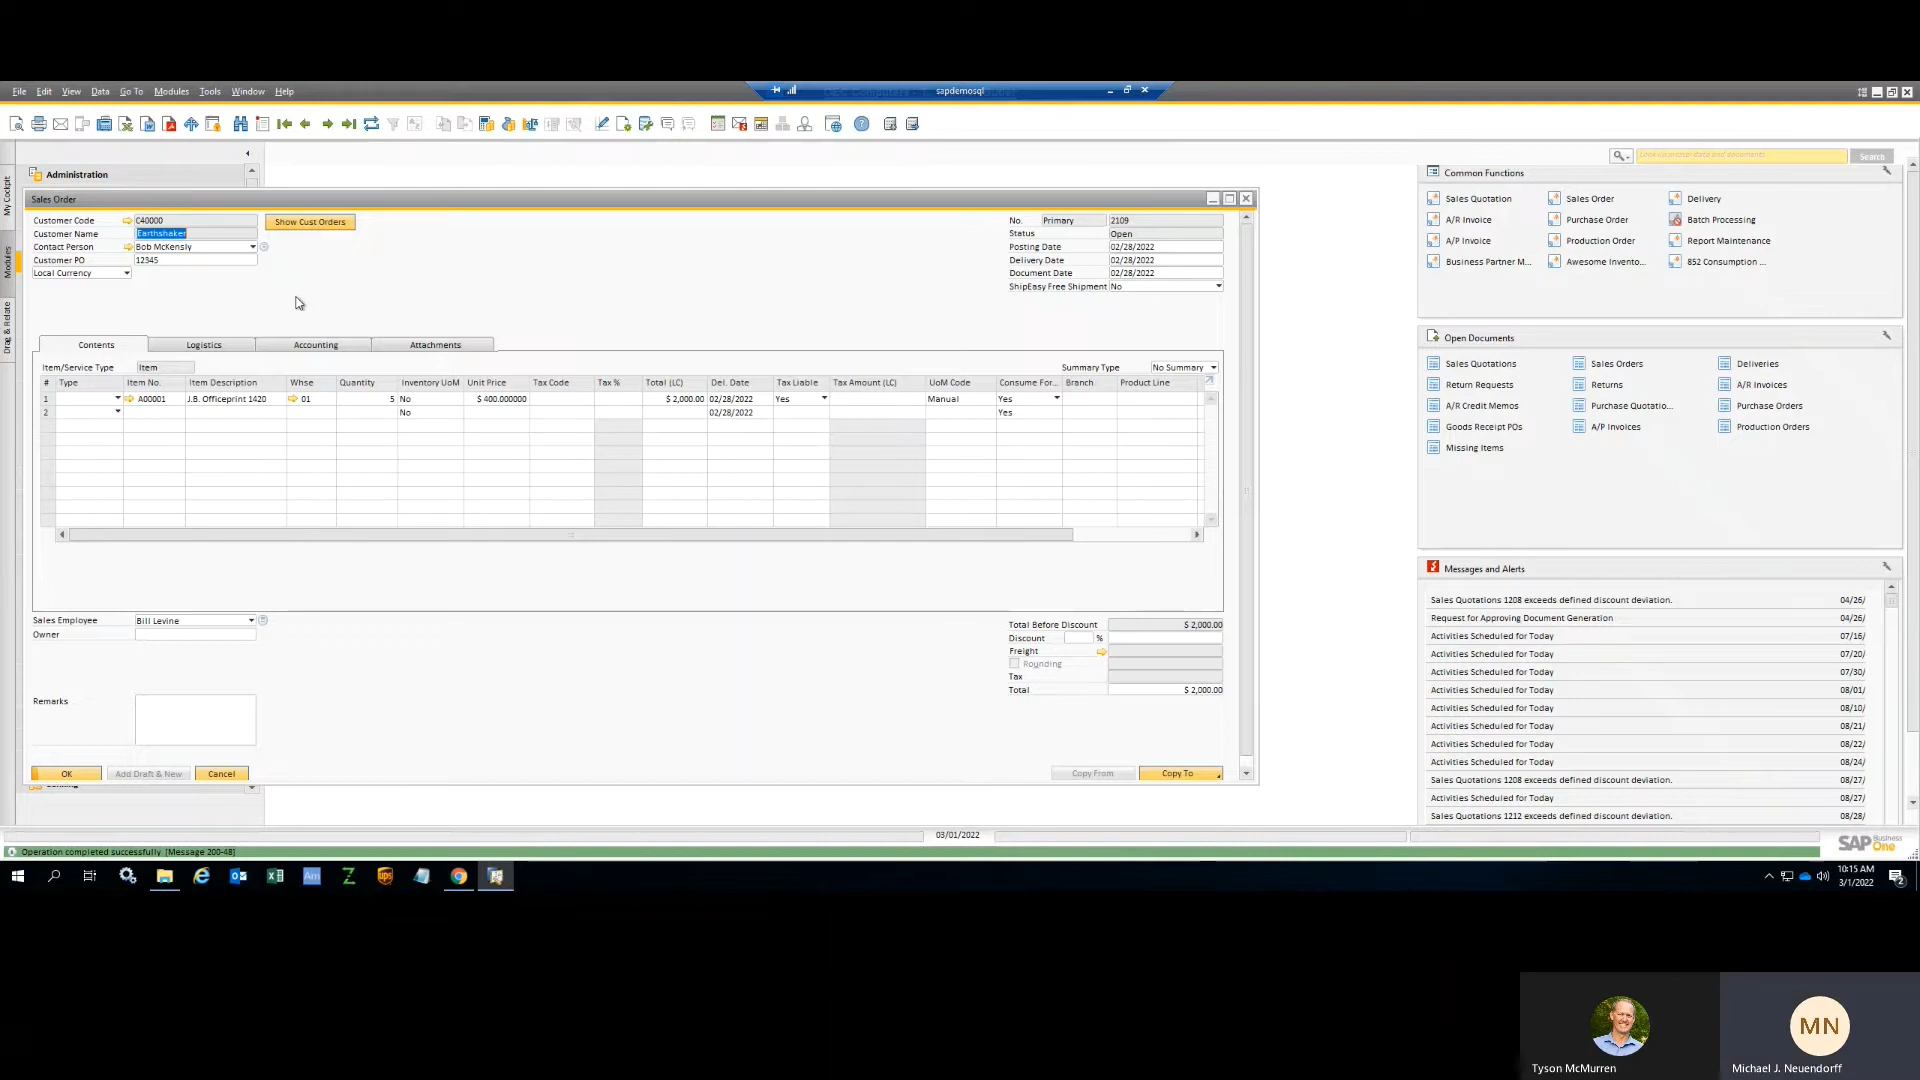 File Edit View Data Go To Modules Tools Window Help
sapdemosql
Search
My Cockpit
Modules
Drag & Relate
Administration
Sales Order
Customer Code C40000 Show Cust Orders
Customer Name Earthshaker
Contact Person Bob McKensly
Customer PO 12345
Local Currency
No. Primary 2109
Status Open
Posting Date 02/28/2022
Delivery Date 02/28/2022
Document Date 02/28/2022
ShipEasy Free Shipment No
Contents Logistics Accounting Attachments
Item/Service Type Item Summary Type No Summary
# Type Item No. Item Description Whse Quantity Inventory UoM Unit Price Tax Code Tax % Total (LC) Del. Date Tax Liable Tax Amount (LC) UoM Code Consume For... Branch Product Line
1 A00001 J.B. Officeprint 1420 01 5 No $ 400.000000 $ 2,000.00 02/28/2022 Yes Manual Yes
2 No 02/28/2022 Yes
Sales Employee Bill Levine
Owner
Remarks
Total Before Discount $ 2,000.00
Discount %
Freight
Rounding
Tax
Total $ 2,000.00
OK Add Draft & New Cancel Copy From Copy To
Common Functions
Sales Quotation Sales Order Delivery
A/R Invoice Purchase Order Batch Processing
A/P Invoice Production Order Report Maintenance
Business Partner M... Awesome Invento... 852 Consumption ...
Open Documents
Sales Quotations Sales Orders Deliveries
Return Requests Returns A/R Invoices
A/R Credit Memos Purchase Quotatio... Purchase Orders
Goods Receipt POs A/P Invoices Production Orders
Missing Items
Messages and Alerts
Sales Quotations 1208 exceeds defined discount deviation. 04/26/
Request for Approving Document Generation 04/26/
Activities Scheduled for Today 07/16/
Activities Scheduled for Today 07/20/
Activities Scheduled for Today 07/30/
Activities Scheduled for Today 08/01/
Activities Scheduled for Today 08/10/
Activities Scheduled for Today 08/21/
Activities Scheduled for Today 08/22/
Activities Scheduled for Today 08/24/
Sales Quotations 1208 exceeds defined discount deviation. 08/27/
Activities Scheduled for Today 08/27/
Sales Quotations 1212 exceeds defined discount deviation. 08/28/
03/01/2022
Operation completed successfully [Message 200-48]
SAP Business One
10:15 AM
3/1/2022
2
MN
Tyson McMurren
Michael J. Neuendorff